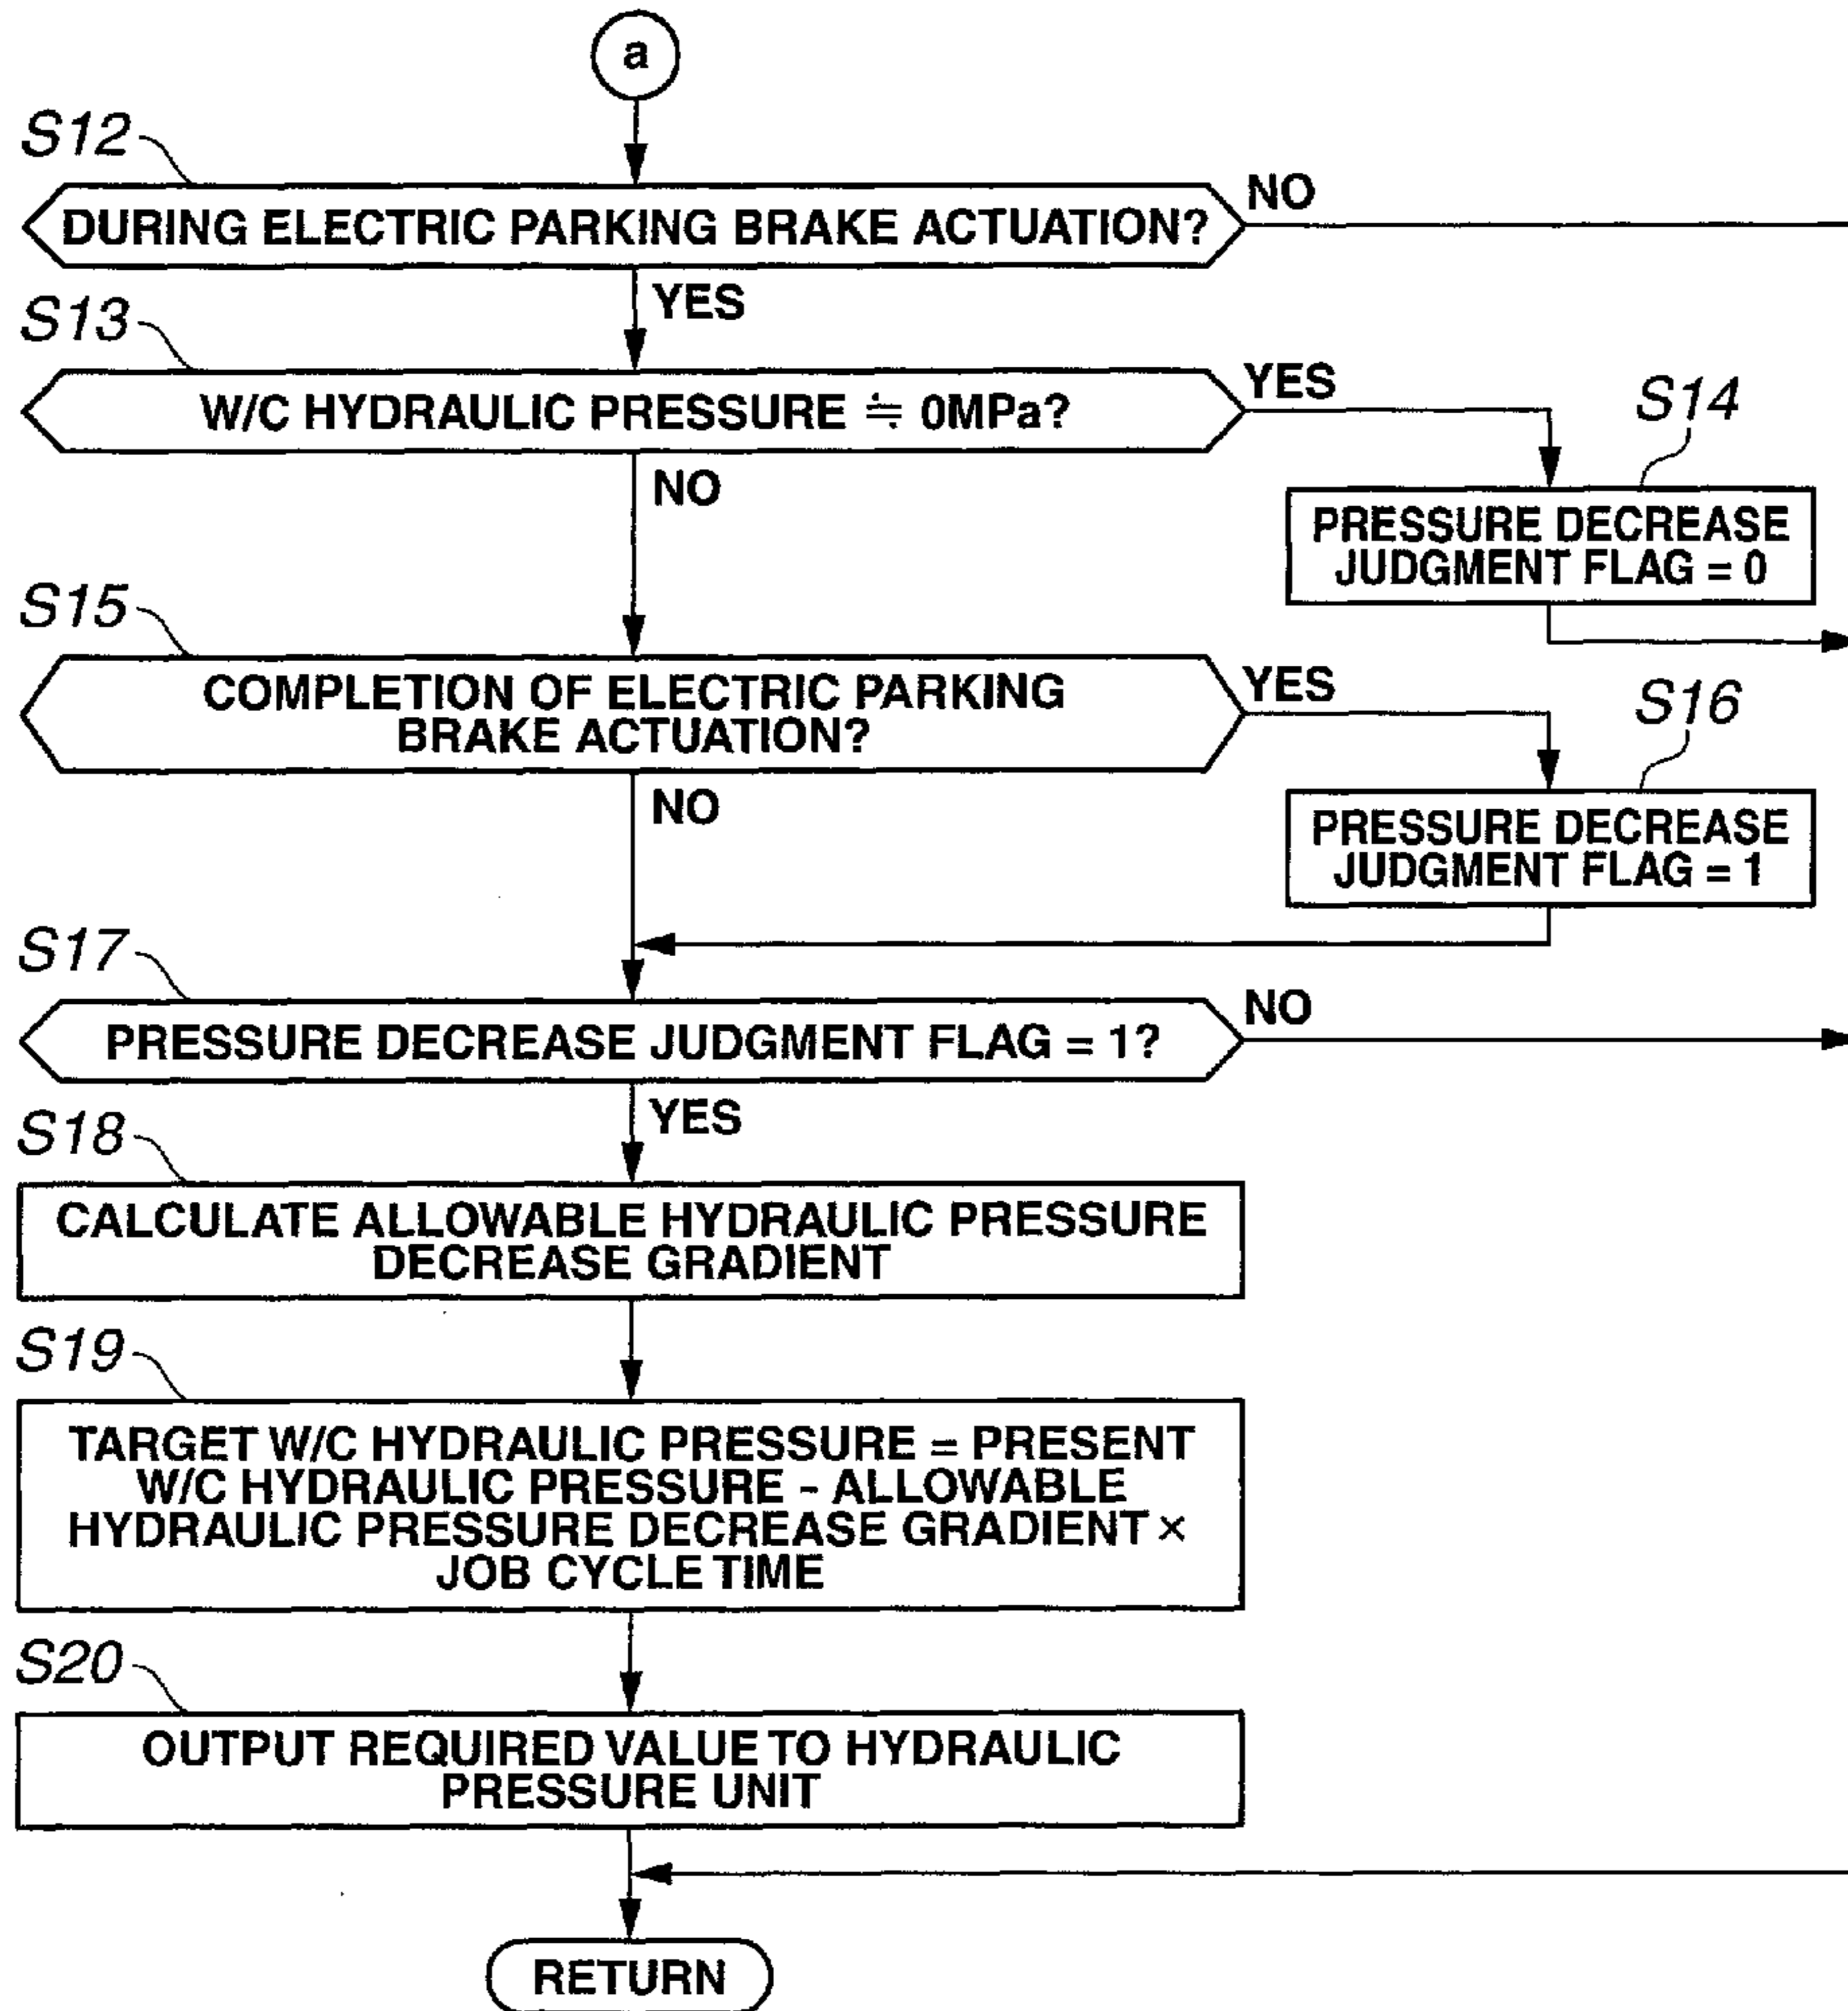 a
S12
DURING ELECTRIC PARKING BRAKE ACTUATION?
NO
YES
S13
W/C HYDRAULIC PRESSURE ≒ 0MPa?
YES
S14
NO
PRESSURE DECREASE
JUDGMENT FLAG = 0
S15
COMPLETION OF ELECTRIC PARKING
BRAKE ACTUATION?
YES
S16
NO
PRESSURE DECREASE
JUDGMENT FLAG = 1
S17
PRESSURE DECREASE JUDGMENT FLAG = 1?
NO
YES
S18
CALCULATE ALLOWABLE HYDRAULIC PRESSURE
DECREASE GRADIENT
S19
TARGET W/C HYDRAULIC PRESSURE = PRESENT
W/C HYDRAULIC PRESSURE - ALLOWABLE
HYDRAULIC PRESSURE DECREASE GRADIENT ×
JOB CYCLE TIME
S20
OUTPUT REQUIRED VALUE TO HYDRAULIC
PRESSURE UNIT
RETURN